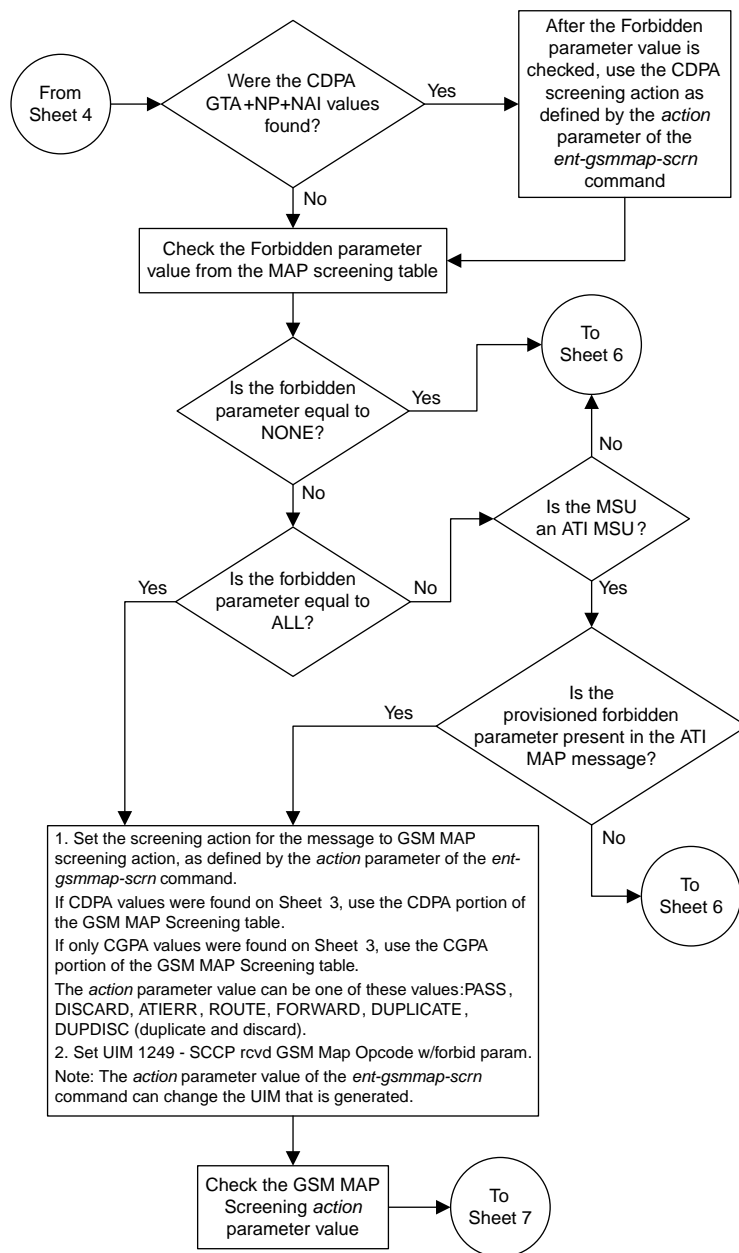 From
Sheet 4
Were the CDPA
GTA+NP+NAI values
found?
Yes
After the Forbidden
parameter value is
checked, use the CDPA
screening action as
defined by the action
parameter of the
ent-gsmmap-scrn
command
No
Check the Forbidden parameter
value from the MAP screening table
Is the forbidden
parameter equal to
NONE?
Yes
To
Sheet 6
No
No
Is the MSU
an ATI MSU?
Yes
Is the forbidden
parameter equal to
ALL?
No
Yes
Is the
provisioned forbidden
parameter present in the ATI
MAP message?
Yes
No
To
Sheet 6
1. Set the screening action for the message to GSM MAP
screening action, as defined by the action parameter of the ent-
gsmmap-scrn command.
If CDPA values were found on Sheet 3, use the CDPA portion of
the GSM MAP Screening table.
If only CGPA values were found on Sheet 3, use the CGPA
portion of the GSM MAP Screening table.
The action parameter value can be one of these values:PASS,
DISCARD, ATIERR, ROUTE, FORWARD, DUPLICATE,
DUPDISC (duplicate and discard).
2. Set UIM 1249 - SCCP rcvd GSM Map Opcode w/forbid param.
Note: The action parameter value of the ent-gsmmap-scrn
command can change the UIM that is generated.
Check the GSM MAP
Screening action
parameter value
To
Sheet 7